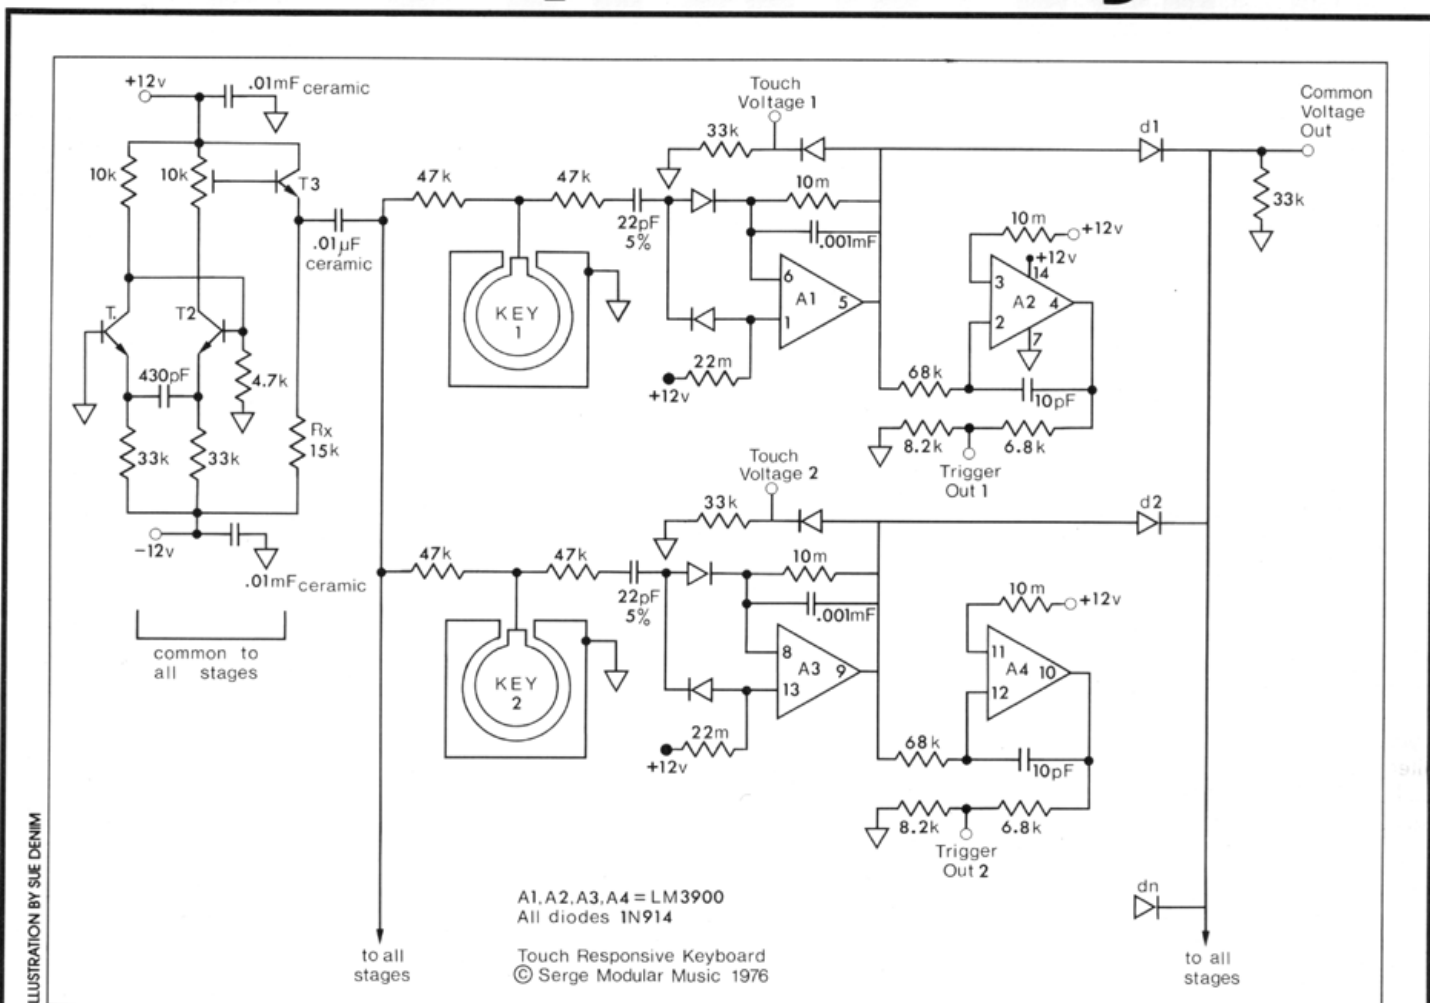 +12v
.01mF ceramic
10k
10k
T3
T.
T2
430pF
4.7k
33k
33k
Rx
15k
.01µF
ceramic
-12v
.01mF ceramic
common to
all stages
47k
47k
22pF
5%
KEY
1
Touch
Voltage 1
33k
10m
.001mF
6
A1
5
1
22m
+12v
d1
Common
Voltage
Out
33k
10m
+12v
+12v
14
3
A2
4
2
7
68k
10pF
8.2k
6.8k
Trigger
Out 1
47k
47k
22pF
5%
KEY
2
Touch
Voltage 2
33k
10m
.001mF
8
A3
9
13
22m
+12v
d2
10m
+12v
11
A4
10
12
68k
10pF
8.2k
6.8k
Trigger
Out 2
dn
to all
stages
to all
stages
A1,A2,A3,A4=LM3900
All diodes 1N914
Touch Responsive Keyboard
© Serge Modular Music 1976
ILLUSTRATION BY SUE DENIM